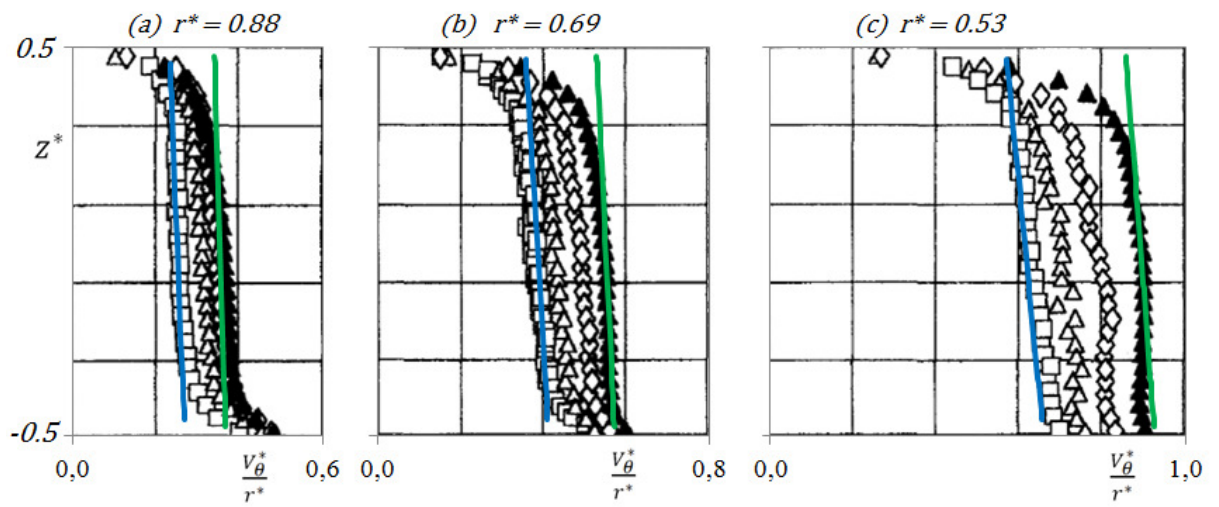 (a) r* = 0.88 (b) r* = 0.69 (c) r* = 0.53
0.5
Z*
-0.5
0,0 V*θ/r* 0,6 0,0 V*θ/r* 0,8 0,0 V*θ/r* 1,0